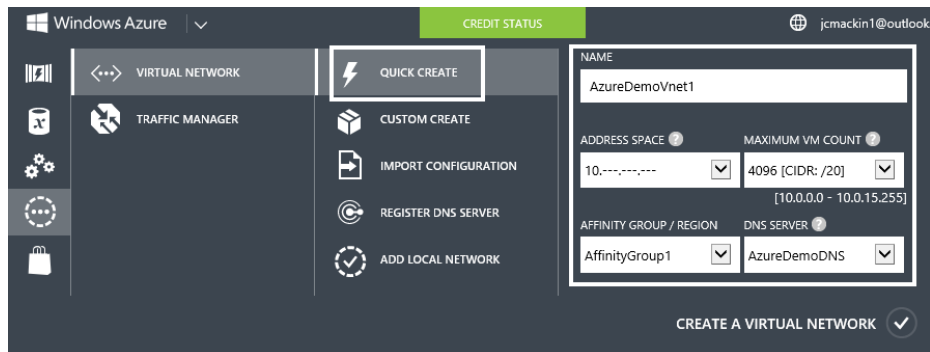 Windows Azure
CREDIT STATUS
jcmackin1@outlook
VIRTUAL NETWORK
TRAFFIC MANAGER
QUICK CREATE
CUSTOM CREATE
IMPORT CONFIGURATION
REGISTER DNS SERVER
ADD LOCAL NETWORK
NAME
AzureDemoVnet1
ADDRESS SPACE ? MAXIMUM VM COUNT ?
10.---.---.--- 4096 [CIDR: /20]
[10.0.0.0 - 10.0.15.255]
AFFINITY GROUP / REGION DNS SERVER ?
AffinityGroup1 AzureDemoDNS
CREATE A VIRTUAL NETWORK